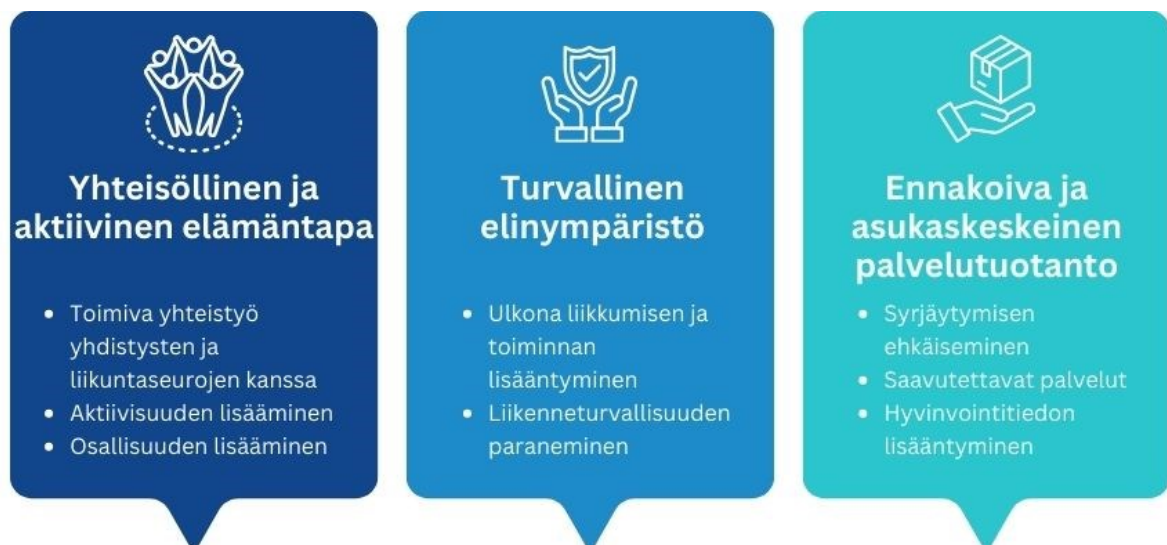 Yhteisöllinen ja
aktiivinen elämäntapa
• Toimiva yhteistyö
yhdistysten ja
liikuntaseurojen kanssa
• Aktiivisuuden lisääminen
• Osallisuuden lisääminen
Turvallinen
elinympäristö
• Ulkona liikkumisen ja
toiminnan
lisääntyminen
• Liikenneturvallisuuden
paraneminen
Ennakoiva ja
asukaskeskeinen
palvelutuotanto
• Syrjäytymisen
ehkäiseminen
• Saavutettavat palvelut
• Hyvinvointitiedon
lisääntyminen